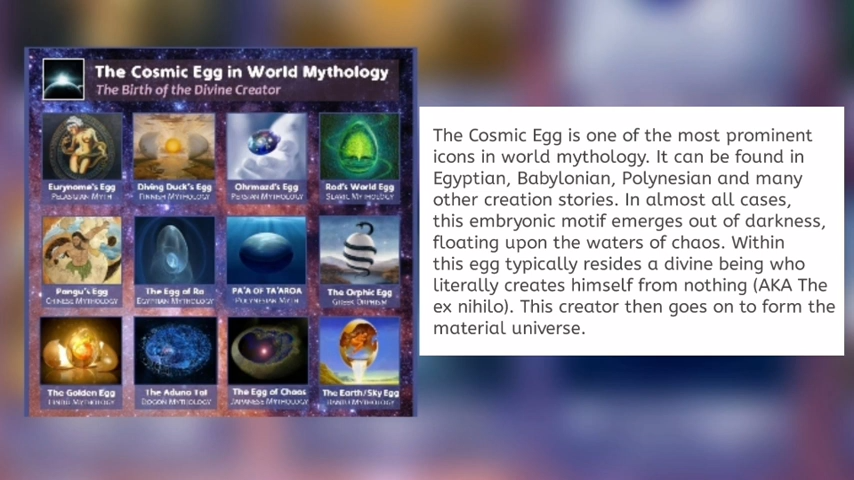 The Cosmic Egg in World Mythology
The Birth of the Divine Creator
Eurynome's Egg
PELASGIAN MYTH
Diving Duck's Egg
FINNISH MYTHOLOGY
Ohrmazd's Egg
PERSIAN MYTHOLOGY
Rod's World Egg
SLAVIC MYTHOLOGY
Pangu's Egg
CHINESE MYTHOLOGY
The Egg of Ra
EGYPTIAN MYTHOLOGY
PA'A OF TA'AROA
POLYNESIAN MYTH
The Orphic Egg
GREEK ORPHISM
The Golden Egg
HINDU MYTHOLOGY
The Aduno Tal
DOGON MYTHOLOGY
The Egg of Chaos
JAPANESE MYTHOLOGY
The Earth/Sky Egg
MYTHOLOGY
The Cosmic Egg is one of the most prominent
icons in world mythology. It can be found in
Egyptian, Babylonian, Polynesian and many
other creation stories. In almost all cases,
this embryonic motif emerges out of darkness,
floating upon the waters of chaos. Within
this egg typically resides a divine being who
literally creates himself from nothing (AKA The
ex nihilo). This creator then goes on to form the
material universe.